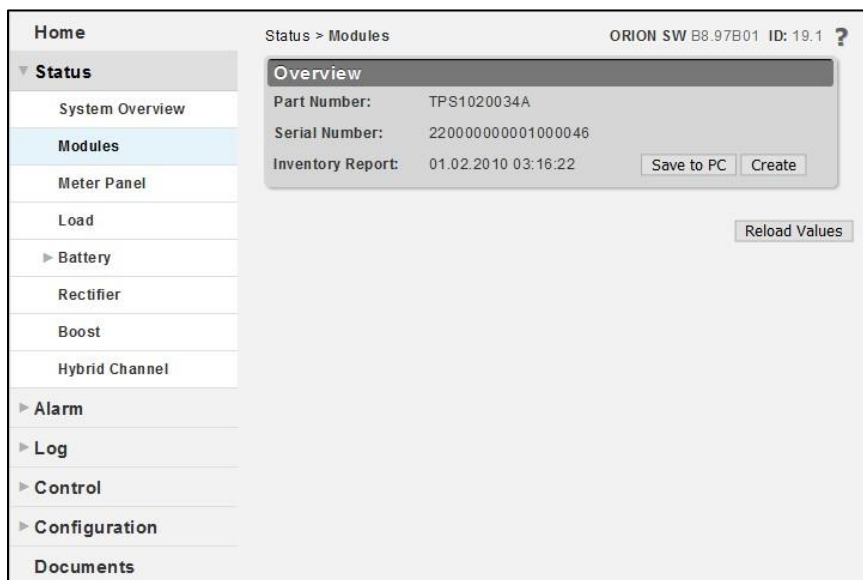 Home
Status
System Overview
Modules
Meter Panel
Load
Battery
Rectifier
Boost
Hybrid Channel
Alarm
Log
Control
Configuration
Documents
Status > Modules ORION SW B8.97B01 ID: 19.1 ?
Overview
Part Number: TPS1020034A
Serial Number: 220000000001000046
Inventory Report: 01.02.2010 03:16:22 Save to PC Create
Reload Values